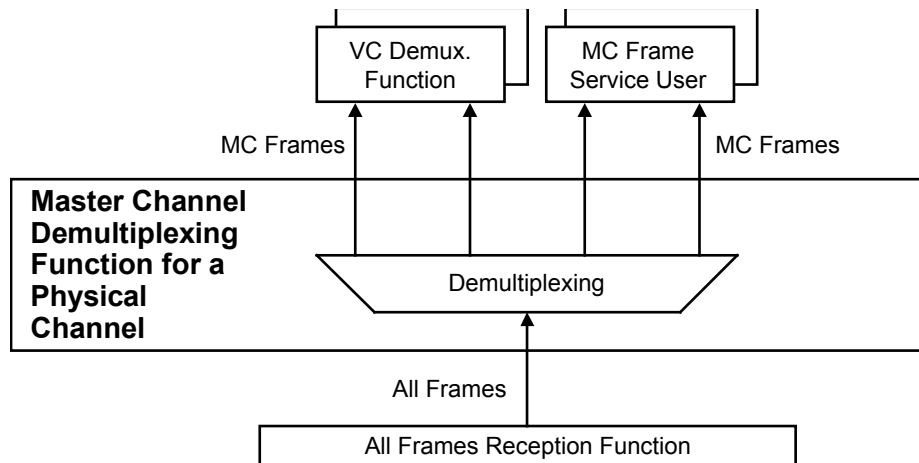 VC Demux.
Function
MC Frame
Service User
MC Frames
MC Frames
Master Channel
Demultiplexing
Function for a
Physical
Channel
Demultiplexing
All Frames
All Frames Reception Function